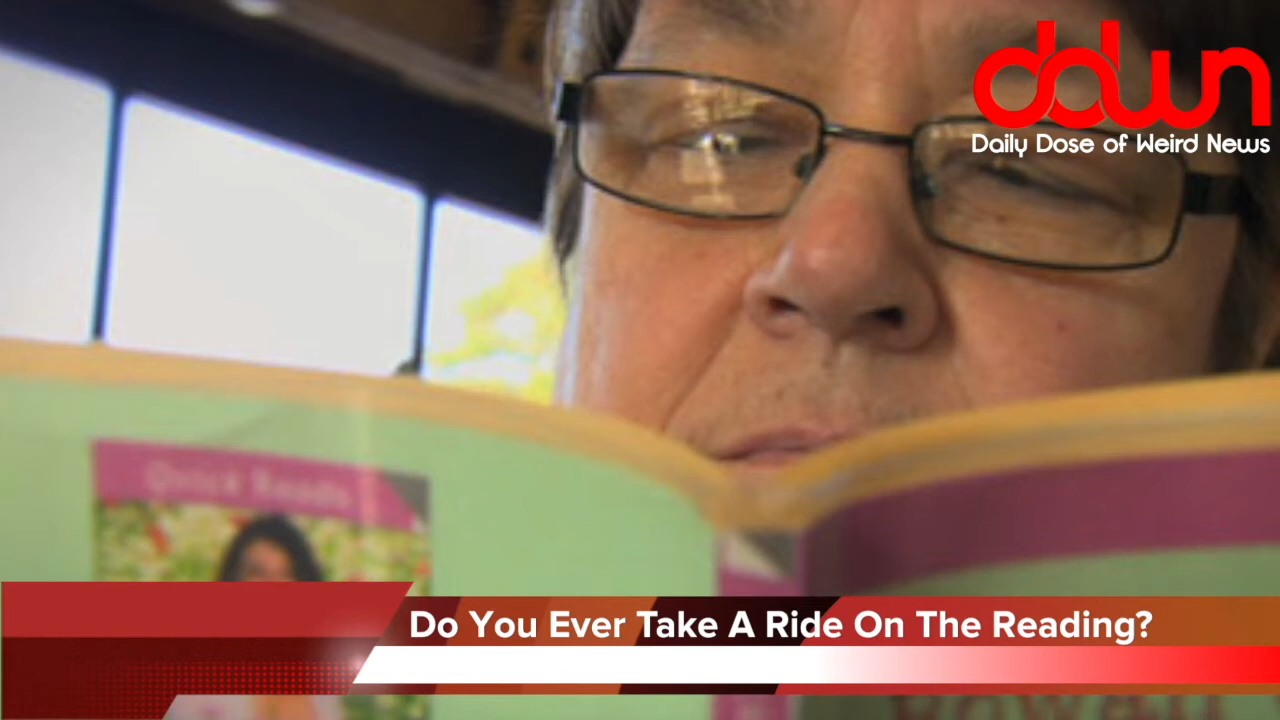 ddwn
Daily Dose of Weird News
Quick Reads
Do You Ever Take A Ride On The Reading?